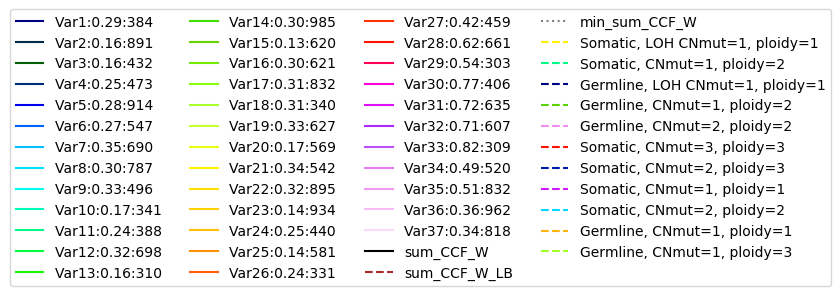 Var1:0.29:384
Var2:0.16:891
Var3:0.16:432
Var4:0.25:473
Var5:0.28:914
Var6:0.27:547
Var7:0.35:690
Var8:0.30:787
Var9:0.33:496
Var10:0.17:341
Var11:0.24:388
Var12:0.32:698
Var13:0.16:310
Var14:0.30:985
Var15:0.13:620
Var16:0.30:621
Var17:0.31:832
Var18:0.31:340
Var19:0.33:627
Var20:0.17:569
Var21:0.34:542
Var22:0.32:895
Var23:0.14:934
Var24:0.25:440
Var25:0.14:581
Var26:0.24:331
Var27:0.42:459
Var28:0.62:661
Var29:0.54:303
Var30:0.77:406
Var31:0.72:635
Var32:0.71:607
Var33:0.82:309
Var34:0.49:520
Var35:0.51:832
Var36:0.36:962
Var37:0.34:818
sum_CCF_W
sum_CCF_W_LB
min_sum_CCF_W
Somatic, LOH CNmut=1, ploidy=1
Somatic, CNmut=1, ploidy=2
Germline, LOH CNmut=1, ploidy=1
Germline, CNmut=1, ploidy=2
Germline, CNmut=2, ploidy=2
Somatic, CNmut=3, ploidy=3
Somatic, CNmut=2, ploidy=3
Somatic, CNmut=1, ploidy=1
Somatic, CNmut=2, ploidy=2
Germline, CNmut=1, ploidy=1
Germline, CNmut=1, ploidy=3